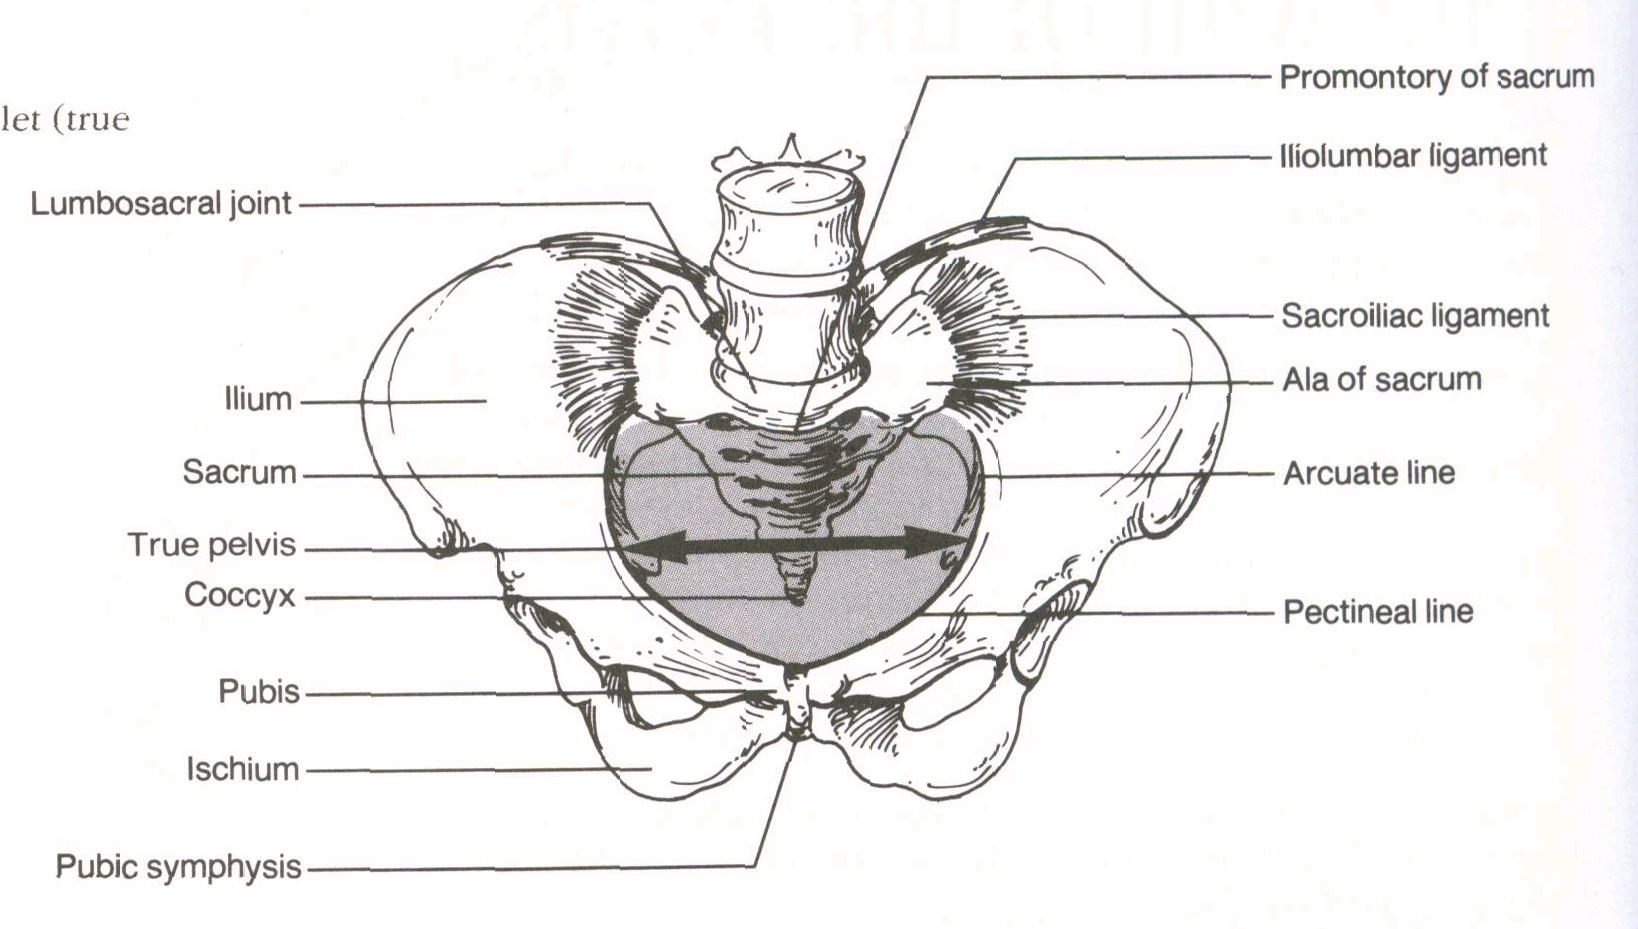 let (true
Lumbosacral joint
Ilium
Sacrum
True pelvis
Coccyx
Pubis
Ischium
Pubic symphysis
Promontory of sacrum
Iliolumbar ligament
Sacroiliac ligament
Ala of sacrum
Arcuate line
Pectineal line